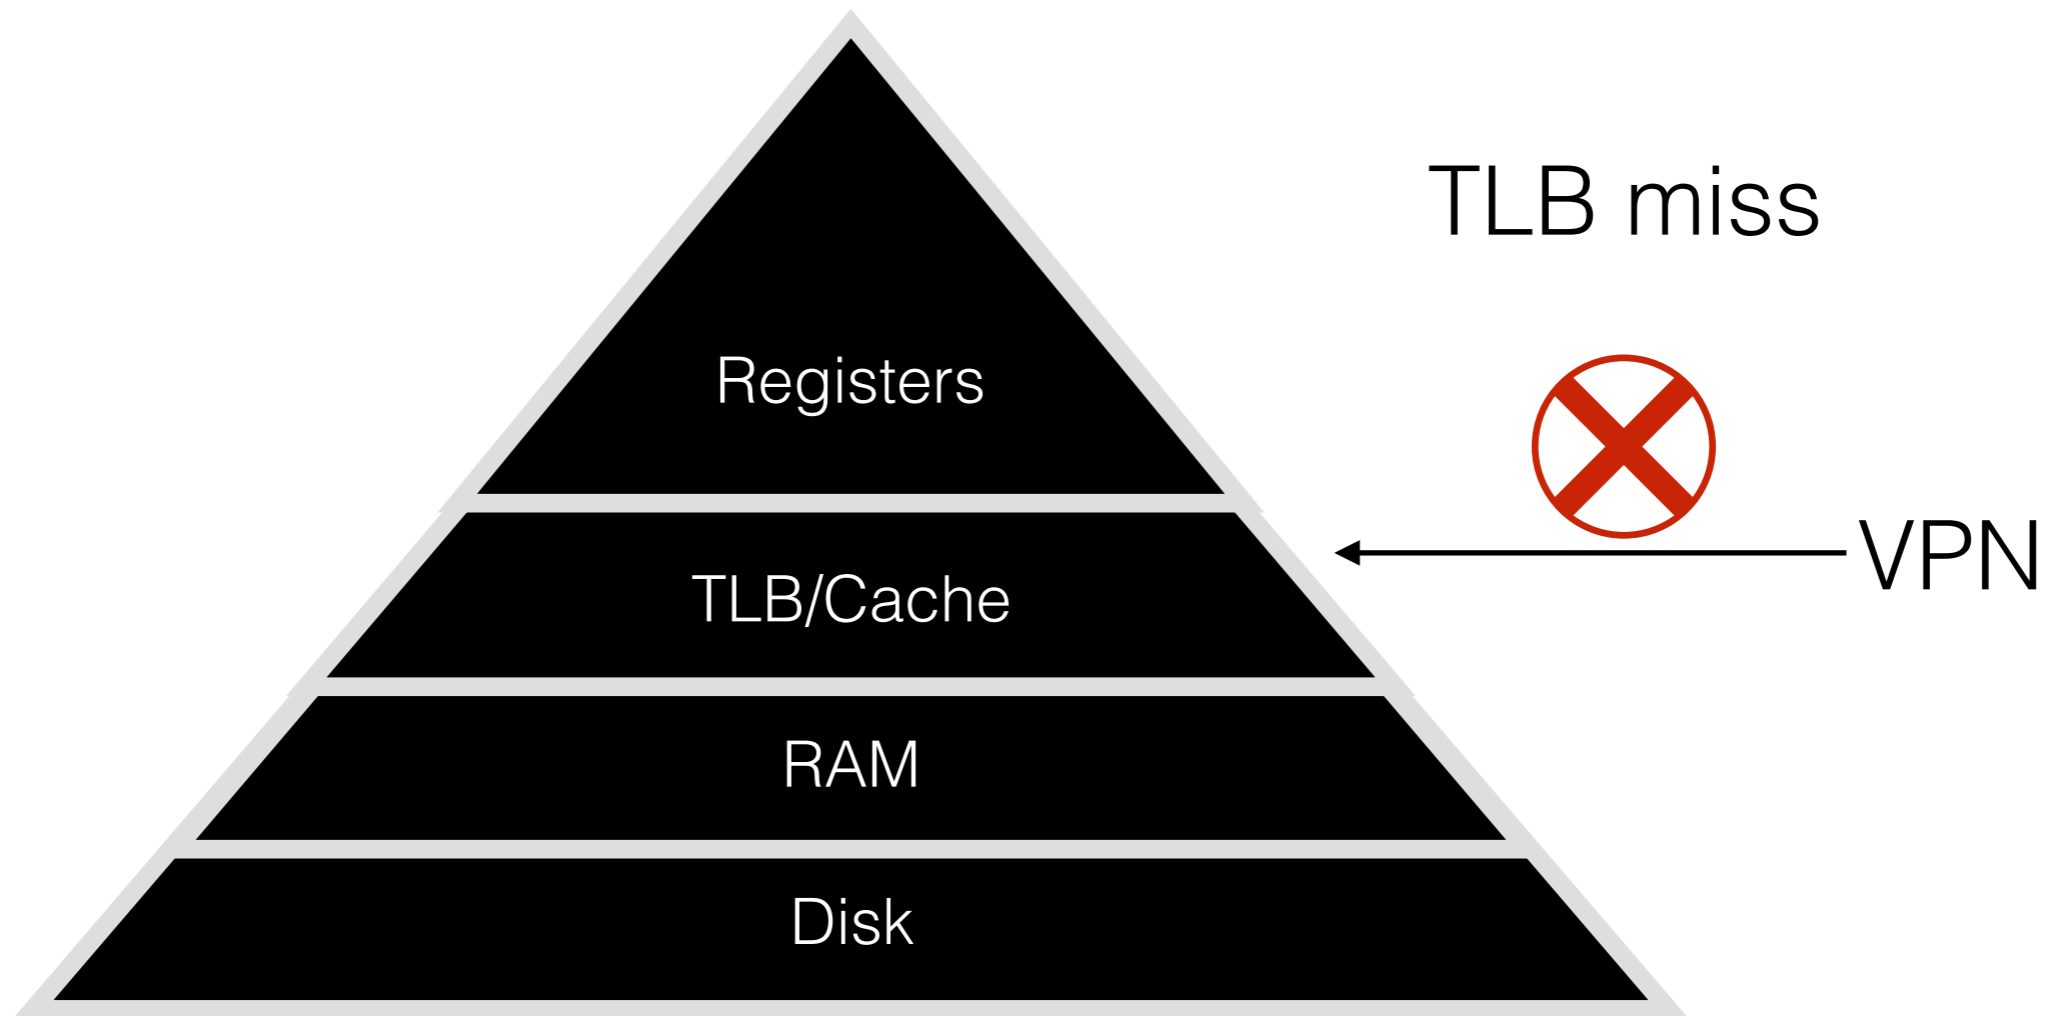 TLB miss
Registers
VPN
TLB/Cache
RAM
Disk